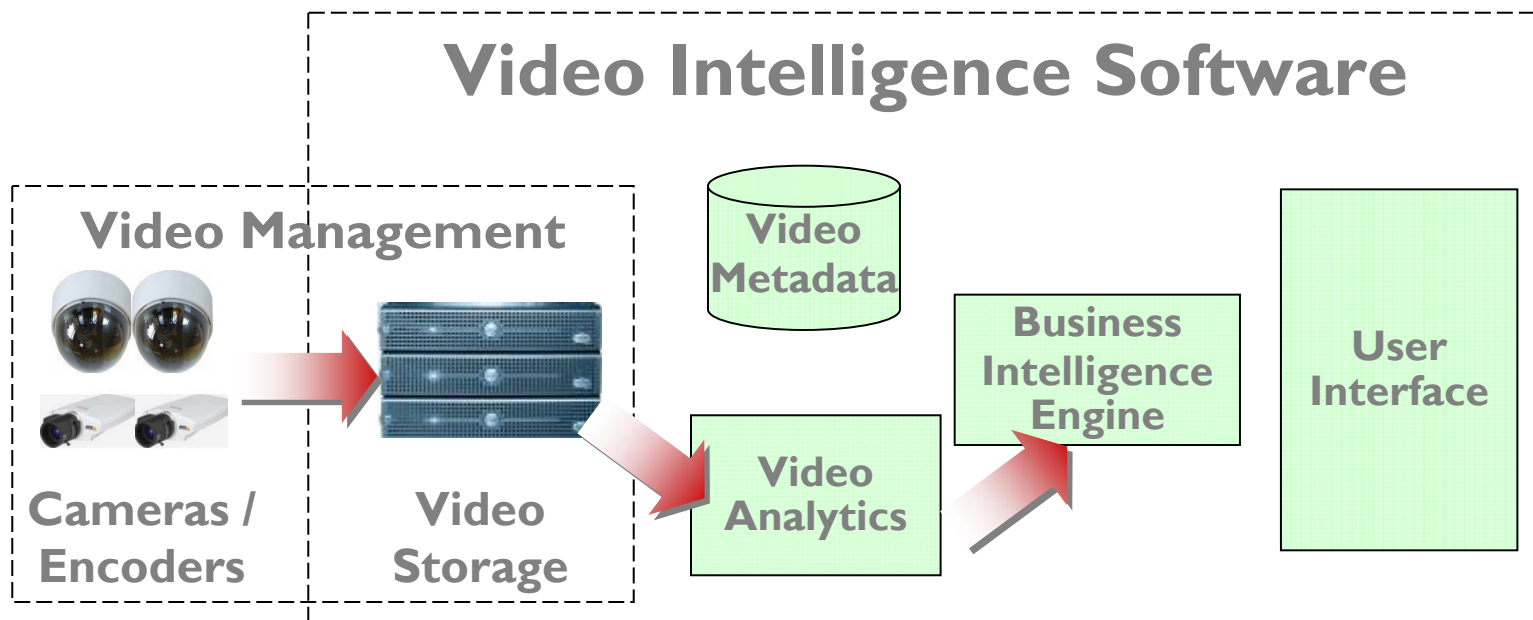 Video Intelligence Software
Video Management
Cameras /
Encoders
Video
Storage
Video
Metadata
Video
Analytics
Business
Intelligence
Engine
User
Interface